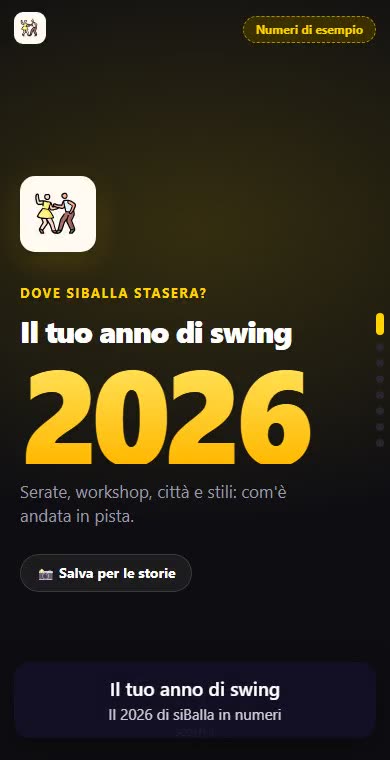 Numeri di esempio
DOVE SIBALLA STASERA?
Il tuo anno di swing
2026
Serate, workshop, città e stili: com'è
andata in pista.
Salva per le storie
Il tuo anno di swing
Il 2026 di siBalla in numeri